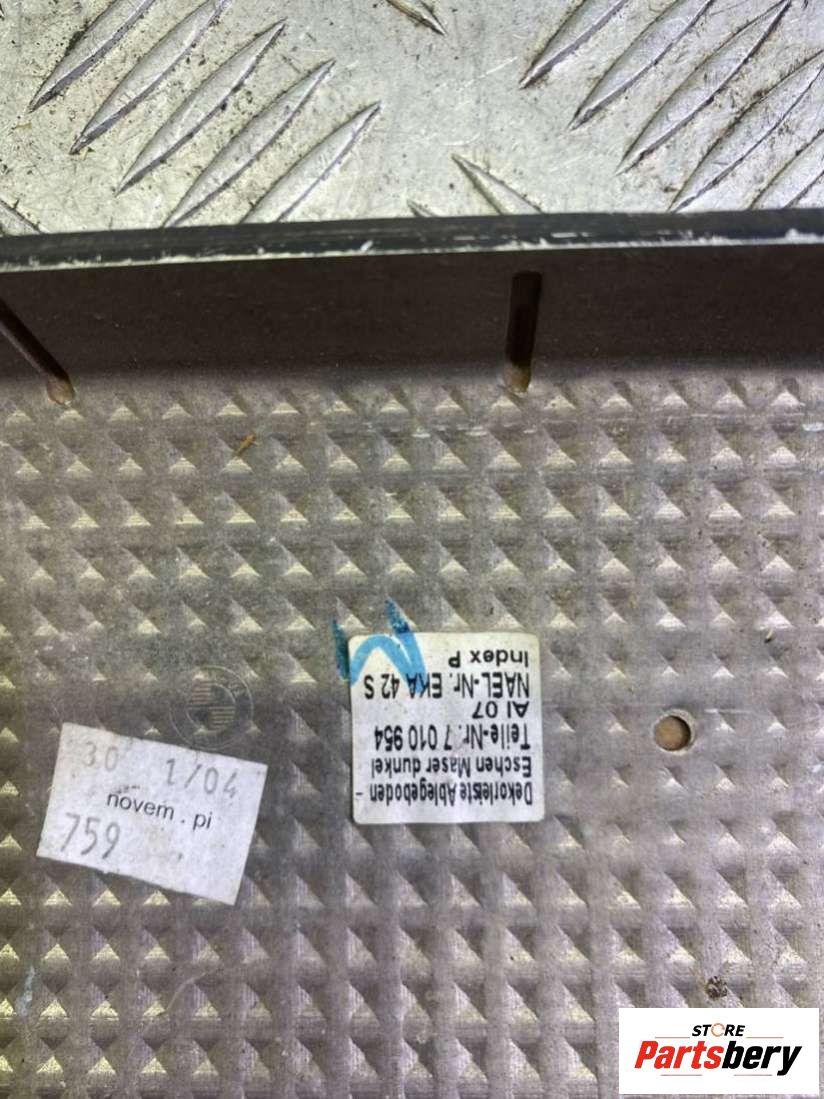 Dekorleiste Ablegeboden -
Eschen Maser dunkel
Teile-Nr. 7 010 954
AI 07
NAEL-Nr. EKA 42 S
Index P
30 1/04
novem . pi
759
STORE
Partsbery